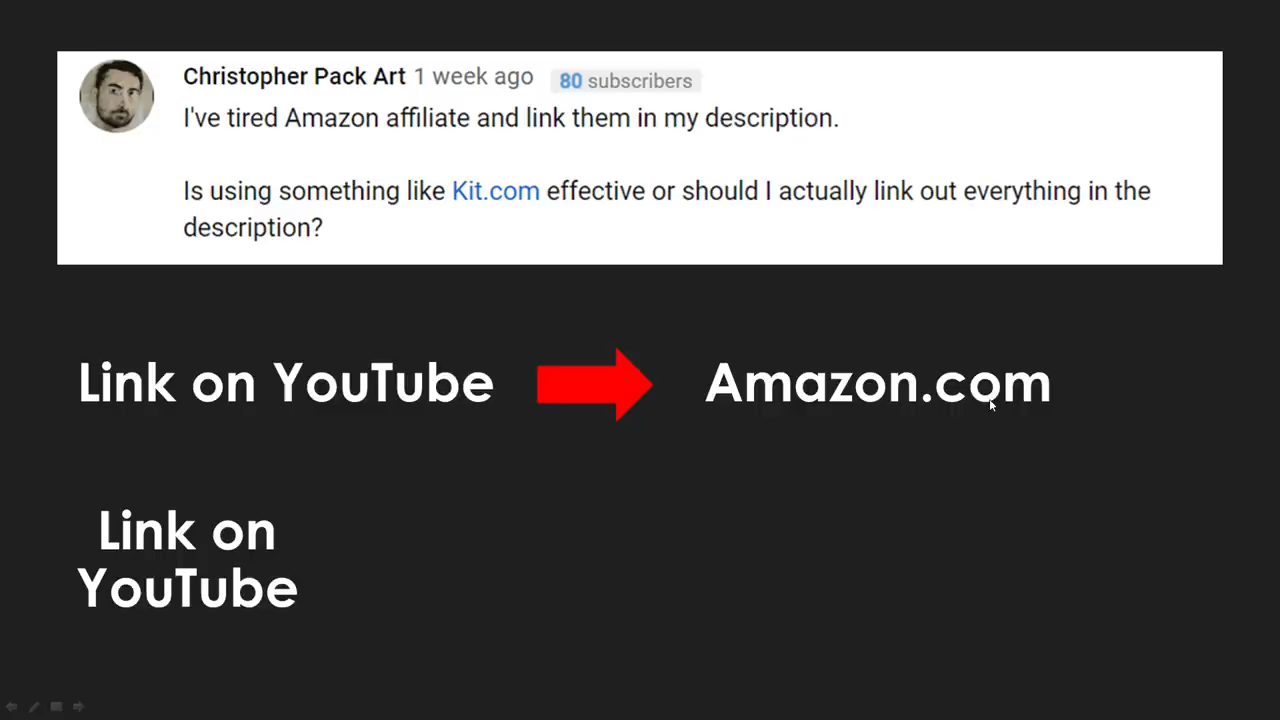 Christopher Pack Art 1 week ago 80 subscribers
I've tired Amazon affiliate and link them in my description.
Is using something like Kit.com effective or should I actually link out everything in the
description?
Link on YouTube Amazon.com
Link on
YouTube